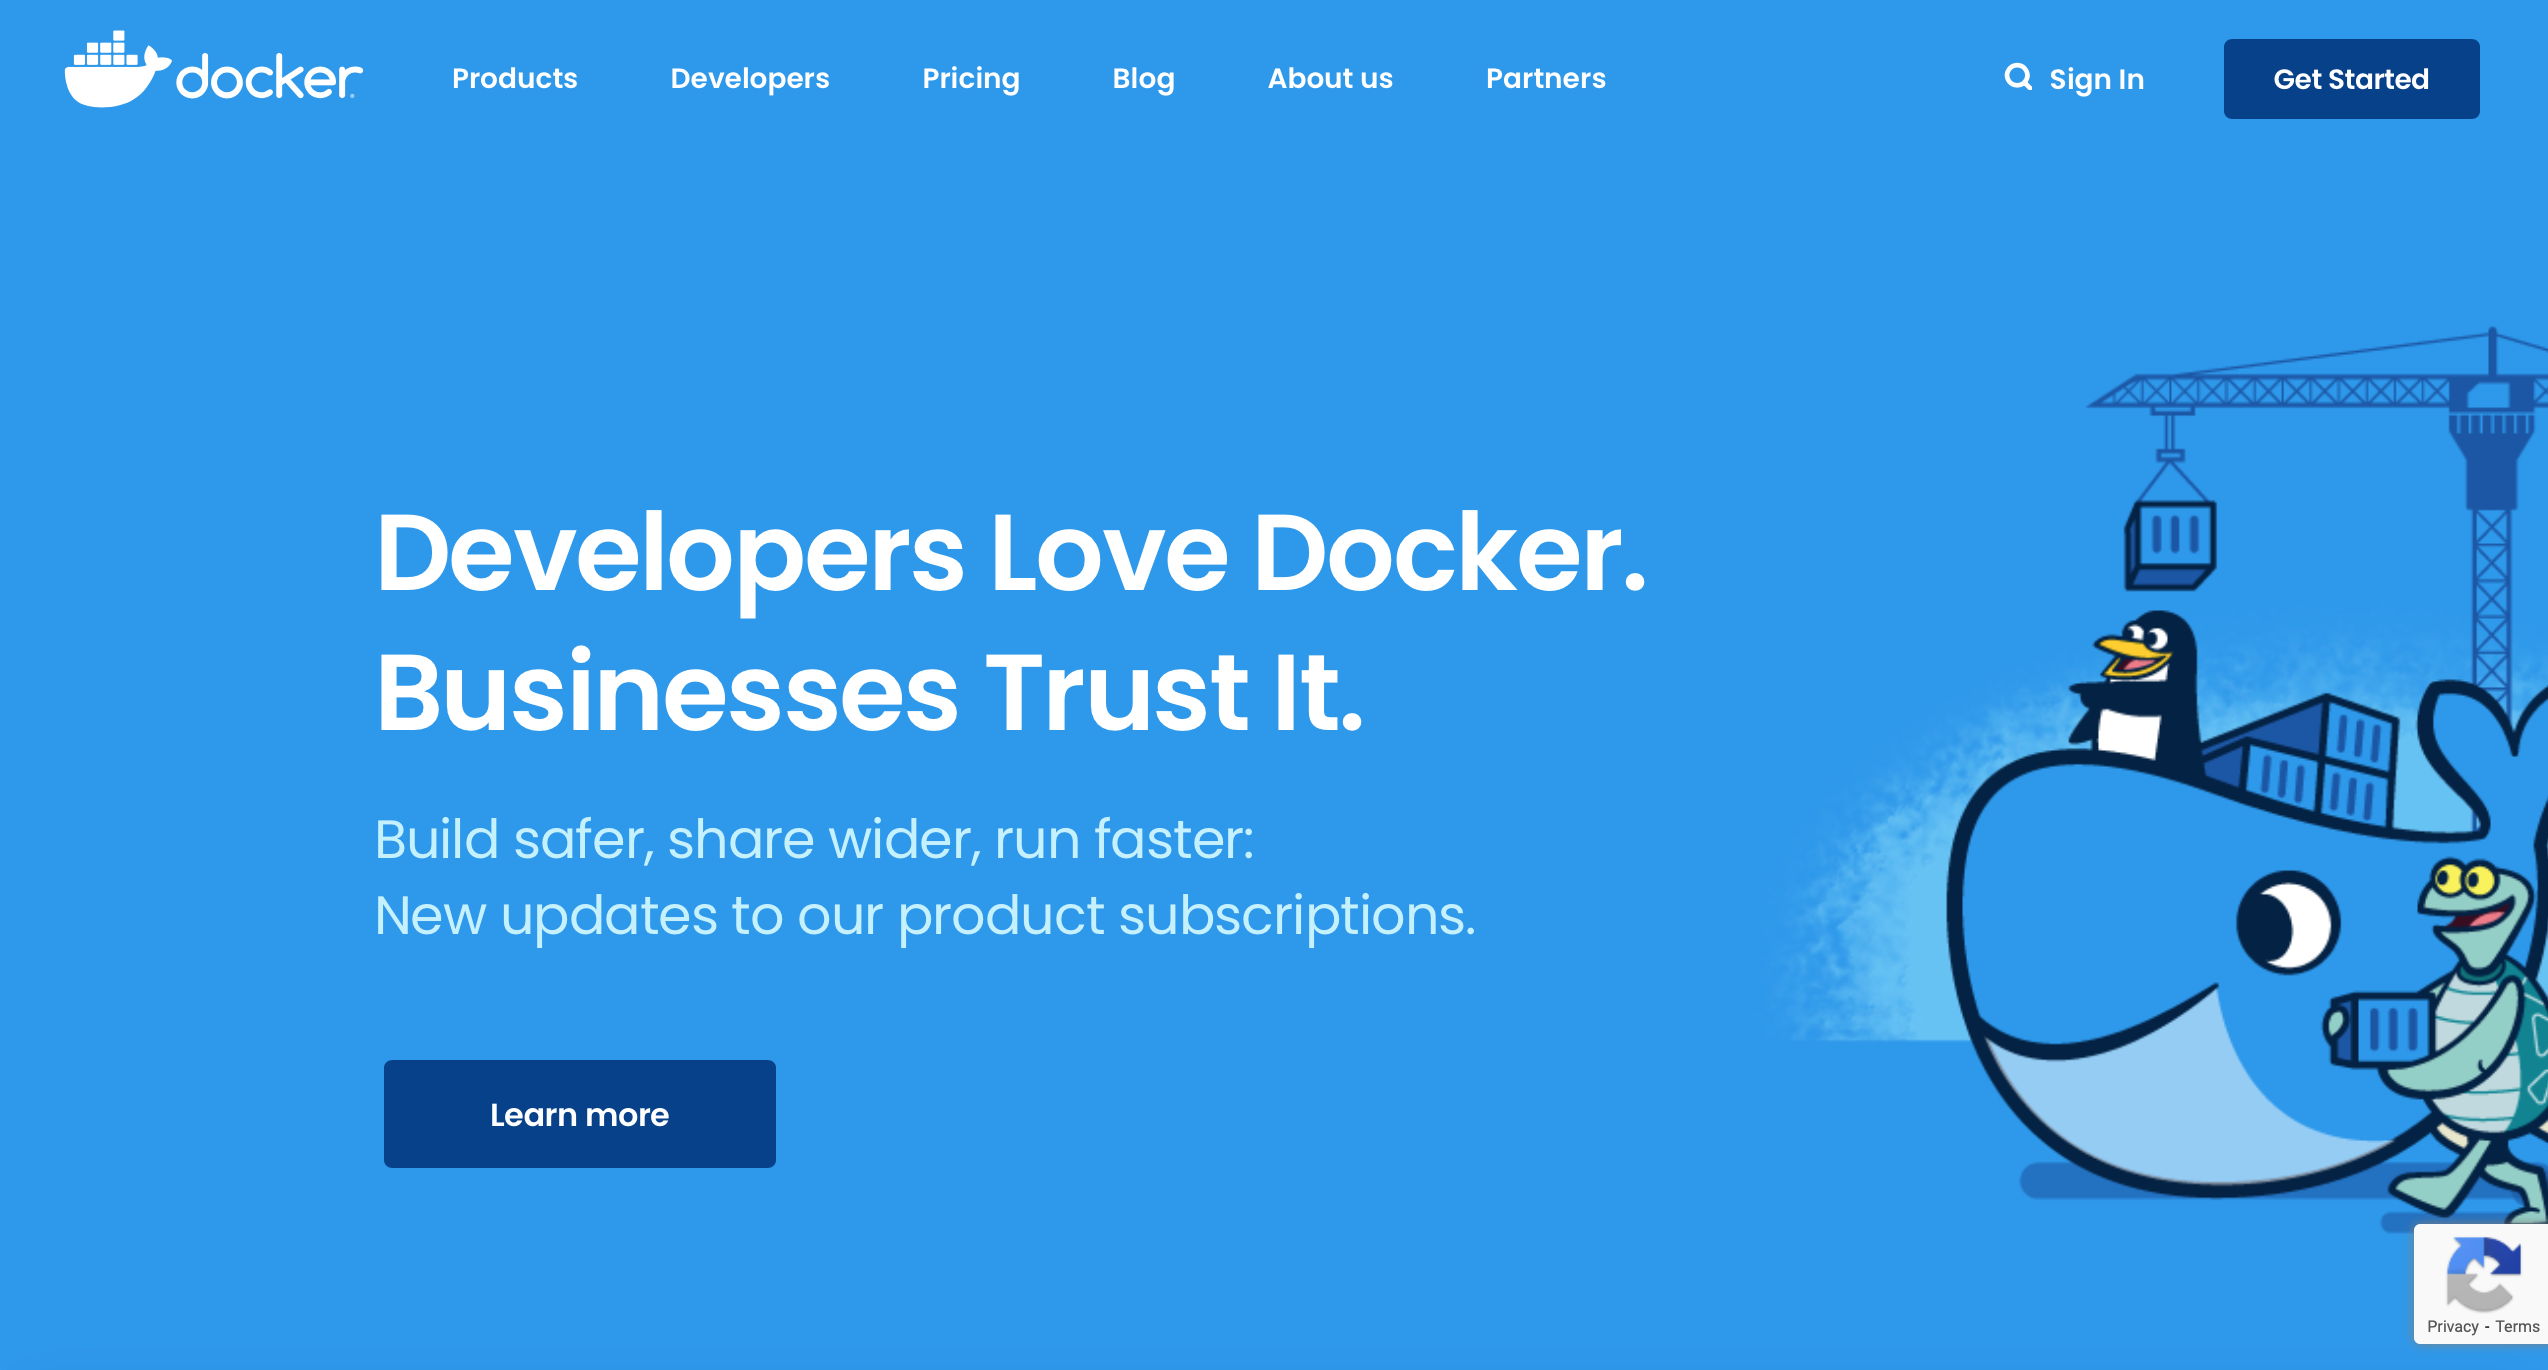 docker
Products Developers Pricing Blog About us Partners Sign In Get Started
Developers Love Docker.
Businesses Trust It.
Build safer, share wider, run faster:
New updates to our product subscriptions.
Learn more
Privacy - Terms